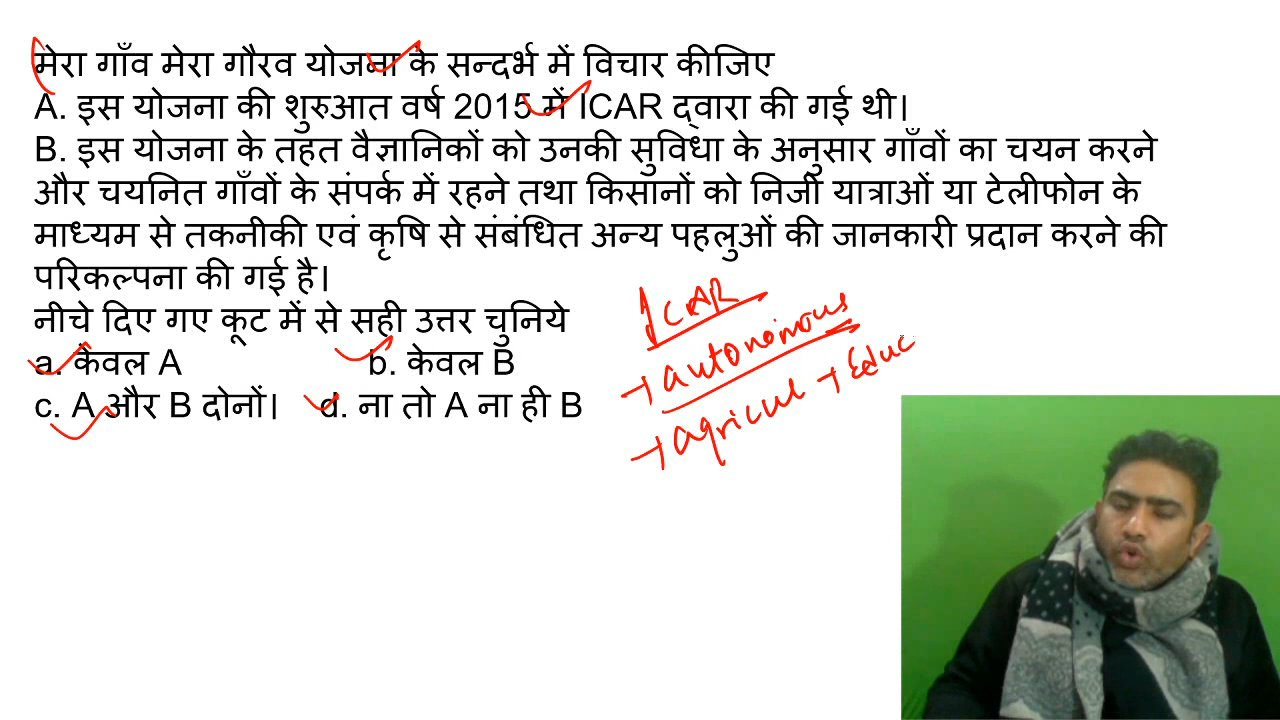 मेरा गाँव मेरा गौरव योजना के सन्दर्भ में विचार कीजिए
A. इस योजना की शुरुआत वर्ष 2015 में ICAR द्वारा की गई थी।
B. इस योजना के तहत वैज्ञानिकों को उनकी सुविधा के अनुसार गाँवों का चयन करने
और चयनित गाँवों के संपर्क में रहने तथा किसानों को निजी यात्राओं या टेलीफोन के
माध्यम से तकनीकी एवं कृषि से संबंधित अन्य पहलुओं की जानकारी प्रदान करने की
परिकल्पना की गई है।
नीचे दिए गए कूट में से सही उत्तर चुनिये
a. केवल A b. केवल B
c. A और B दोनों। d. ना तो A ना ही B
ICAR
→ autonomous
→ agricul → Educ